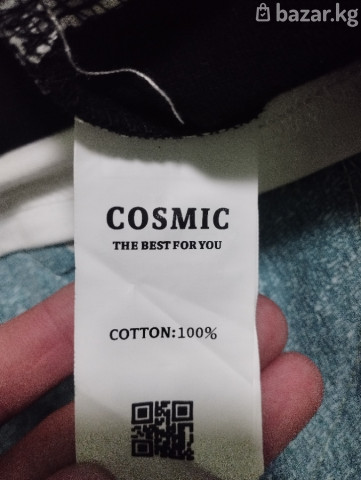 bazar.kg
COSMIC
THE BEST FOR YOU
COTTON:100%